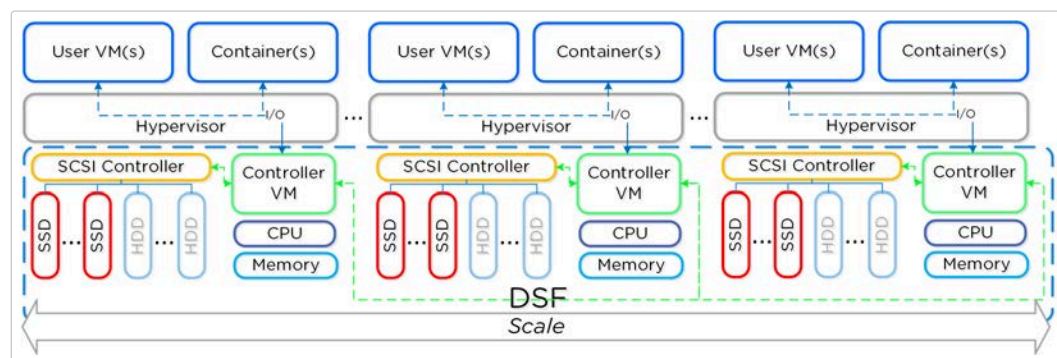 User VM(s) Container(s) User VM(s) Container(s) User VM(s) Container(s)
I/O ... I/O ... I/O
Hypervisor Hypervisor Hypervisor
SCSI Controller Controller VM SCSI Controller Controller VM SCSI Controller Controller VM
SSD ... SSD HDD ... HDD SSD ... SSD HDD ... HDD SSD ... SSD HDD ... HDD
CPU CPU CPU
Memory Memory Memory
DSF
Scale